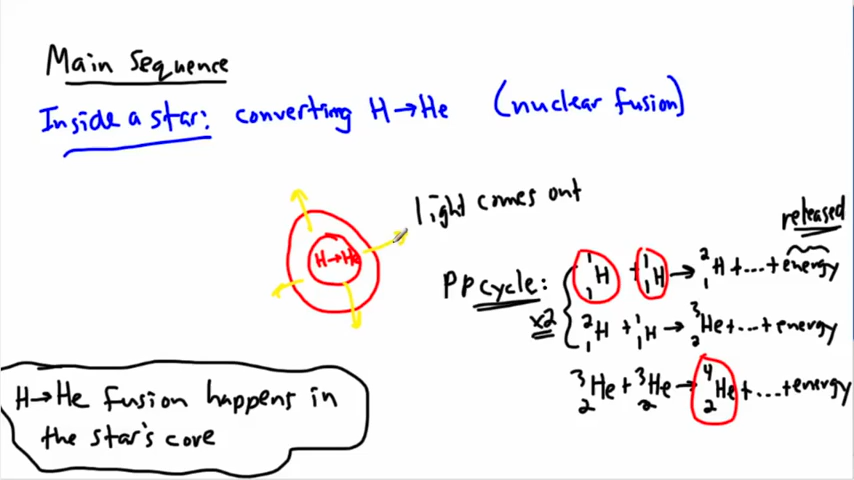 Main Sequence
Inside a star: converting H→He (nuclear fusion)
light comes out
released
H→He
PP cycle: ¹₁H + ¹₁H → ²₁H + ... + energy
x2
²₁H + ¹₁H → ³₂He + ... + energy
³₂He + ³₂He → ⁴₂He + ... + energy
H→He fusion happens in
the star's core